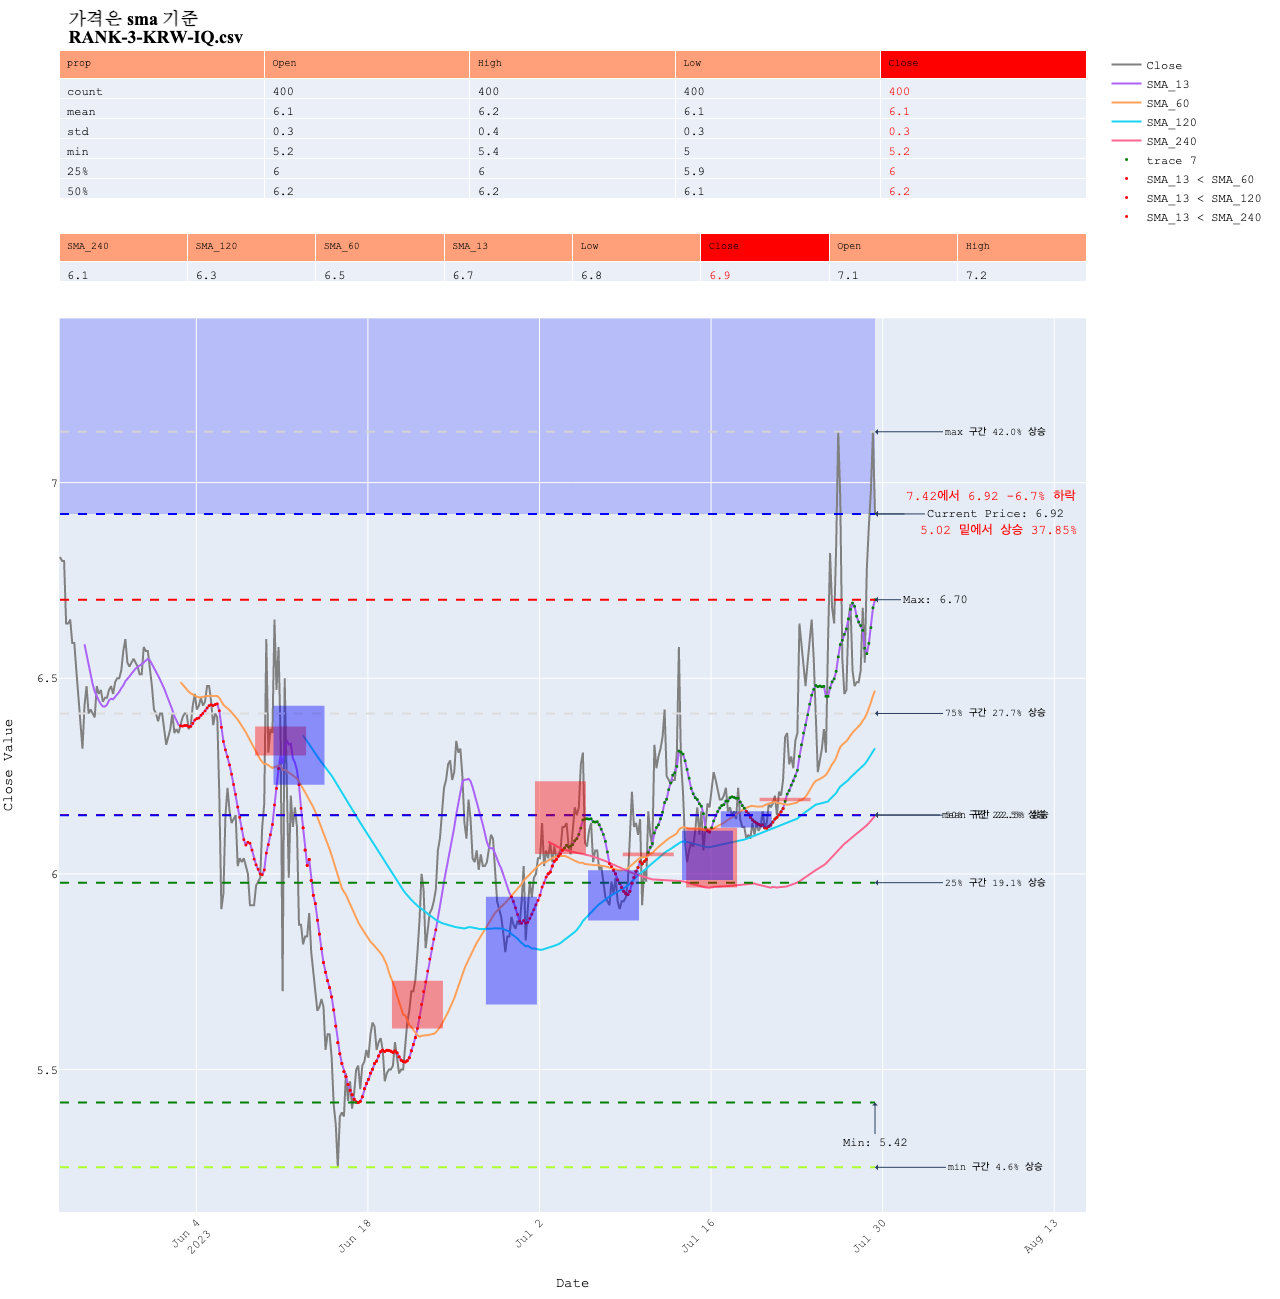 가격은 sma 기준
RANK-3-KRW-IQ.csv
prop Open High Low Close
count 400 400 400 400
mean 6.1 6.2 6.1 6.1
std 0.3 0.4 0.3 0.3
min 5.2 5.4 5 5.2
25% 6 6 5.9 6
50% 6.2 6.2 6.1 6.2
SMA_240 SMA_120 SMA_60 SMA_13 Low Close Open High
6.1 6.3 6.5 6.7 6.8 6.9 7.1 7.2
Close
SMA_13
SMA_60
SMA_120
SMA_240
trace 7
SMA_13 < SMA_60
SMA_13 < SMA_120
SMA_13 < SMA_240
Close Value
7
6.5
6
5.5
max 구간 42.0% 상승
7.42에서 6.92 -6.7% 하락
Current Price: 6.92
5.02 밑에서 상승 37.85%
Max: 6.70
75% 구간 27.7% 상승
25% 구간 19.1% 상승
Min: 5.42
min 구간 4.6% 상승
Jun 4
2023
Jun 18
Jul 2
Jul 16
Jul 30
Aug 13
Date